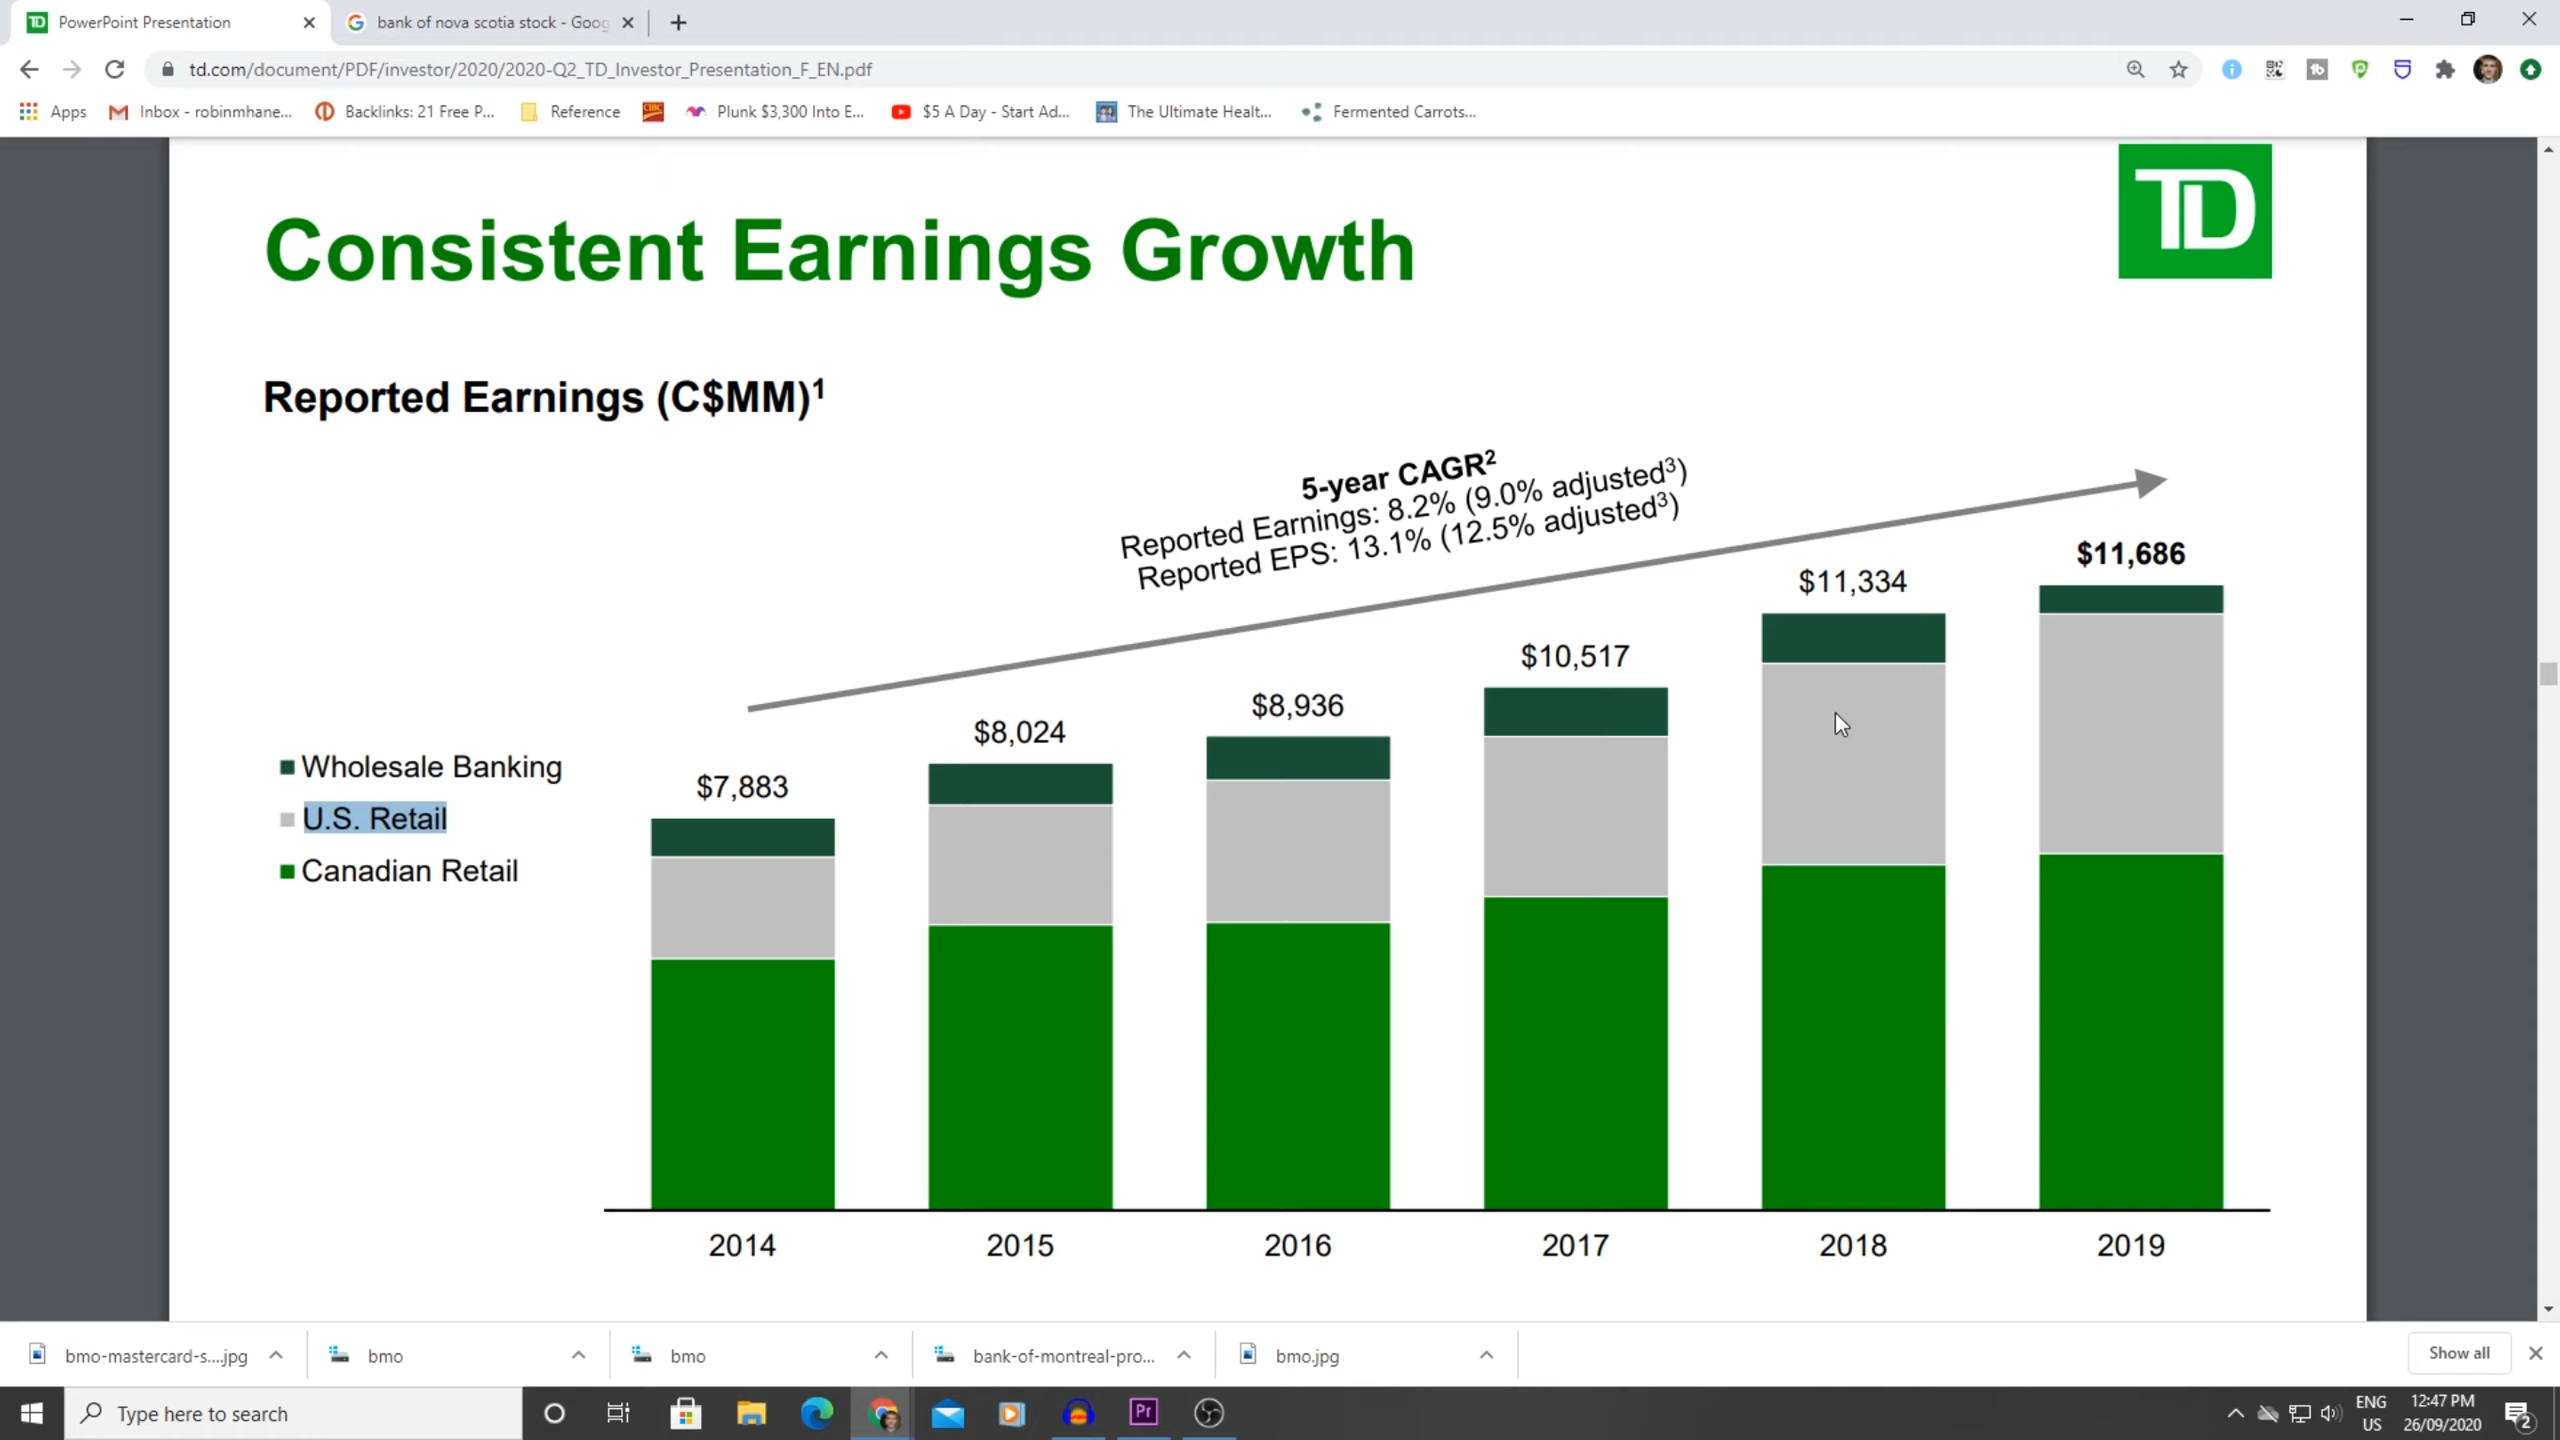 PowerPoint Presentation
bank of nova scotia stock - Goog
td.com/document/PDF/investor/2020/2020-Q2_TD_Investor_Presentation_F_EN.pdf
Apps
Inbox - robinmhane...
Backlinks: 21 Free P...
Reference
CIBC
Plunk $3,300 Into E...
$5 A Day - Start Ad...
The Ultimate Healt...
Fermented Carrots...
TD
Consistent Earnings Growth
Reported Earnings (C$MM)¹
5-year CAGR²
Reported Earnings: 8.2% (9.0% adjusted³)
Reported EPS: 13.1% (12.5% adjusted³)
$11,686
$11,334
$10,517
$8,936
$8,024
$7,883
Wholesale Banking
U.S. Retail
Canadian Retail
2014 2015 2016 2017 2018 2019
bmo-mastercard-s....jpg
bmo
bmo
bank-of-montreal-pro...
bmo.jpg
Show all
Type here to search
Pr
ENG
US
12:47 PM
26/09/2020
2